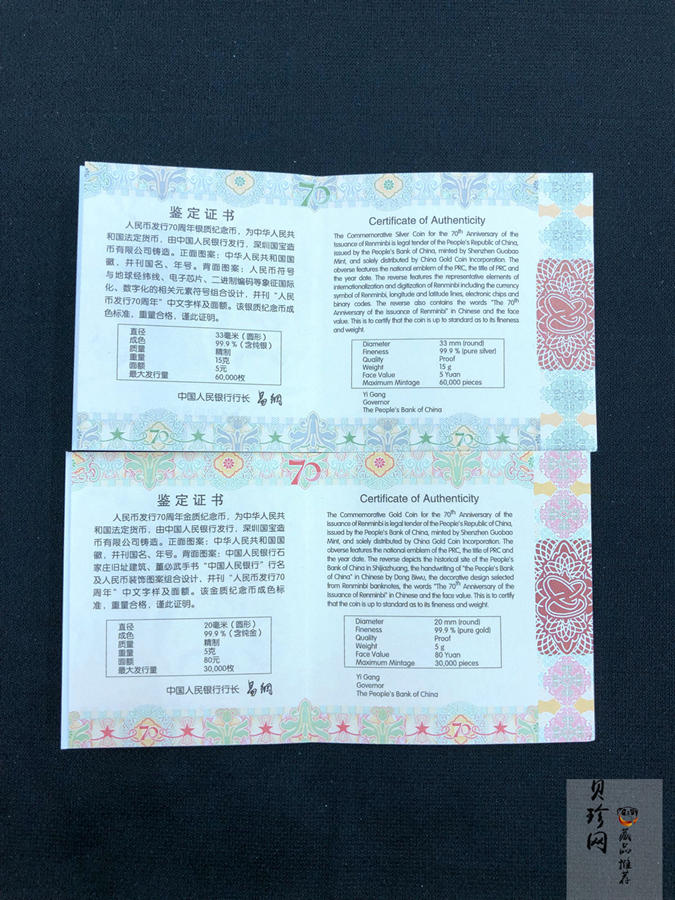 70
鉴定证书
人民币发行70周年银质纪念币，为中华人民共
和国法定货币，由中国人民银行发行，深圳国宝造
币有限公司铸造。正面图案：中华人民共和国国
徽，并刊国名、年号。背面图案：人民币符号
与地球经纬线、电子芯片、二进制编码等象征国际
化、数字化的相关元素符号组合设计，并刊“人民
币发行70周年”中文字样及面额。该银质纪念币成
色标准，重量合格，谨此证明。
直径 33毫米（圆形）
成色 99.9％（含纯银）
质量 精制
重量 15克
面额 5元
最大发行量 60,000枚
中国人民银行行长 易纲
Certificate of Authenticity
The Commemorative Silver Coin for the 70th Anniversary of the
Issuance of Renminbi is legal tender of the People's Republic of China,
issued by the People's Bank of China, minted by Shenzhen Guobao
Mint, and solely distributed by China Gold Coin Incorporation. The
obverse features the national emblem of the PRC, the title of PRC and
the year date. The reverse features the representative elements of
internationalization and digitization of Renminbi including the currency
symbol of Renminbi, longitude and latitude lines, electronic chips and
binary codes. The reverse also contains the words "The 70th
Anniversary of the Issuance of Renminbi" in Chinese and the face
value. This is to certify that the coin is up to standard as to its fineness
and weight.
Diameter 33 mm (round)
Fineness 99.9％ (pure silver)
Quality Proof
Weight 15 g
Face Value 5 Yuan
Maximum Mintage 60,000 pieces
Yi Gang
Governor
The People's Bank of China
70
70
70
鉴定证书
人民币发行70周年金质纪念币，为中华人民共
和国法定货币，由中国人民银行发行，深圳国宝造
币有限公司铸造。正面图案：中华人民共和国国
徽，并刊国名、年号。背面图案：中国人民银行石
家庄旧址建筑、董必武手书“中国人民银行”行名
及人民币装饰图案组合设计，并刊“人民币发行70
周年”中文字样及面额。该金质纪念币成色标
准，重量合格，谨此证明。
直径 20毫米（圆形）
成色 99.9％（含纯金）
质量 精制
重量 5克
面额 80元
最大发行量 30,000枚
中国人民银行行长 易纲
Certificate of Authenticity
The Commemorative Gold Coin for the 70th Anniversary of the
Issuance of Renminbi is legal tender of the People's Republic of China,
issued by the People's Bank of China, minted by Shenzhen Guobao
Mint, and solely distributed by China Gold Coin Incorporation. The
obverse features the national emblem of the PRC, the title of PRC and
the year date. The reverse depicts the historical site of the People's
Bank of China in Shijiazhuang, the handwriting of "the People's Bank
of China" in Chinese by Dong Biwu, the decorative design selected
from Renminbi banknotes, the words "The 70th Anniversary of the
Issuance of Renminbi" in Chinese and the face value. This is to certify
that the coin is up to standard as to its fineness and weight.
Diameter 20 mm (round)
Fineness 99.9％ (pure gold)
Quality Proof
Weight 5 g
Face Value 80 Yuan
Maximum Mintage 30,000 pieces
Yi Gang
Governor
The People's Bank of China
70
70
贝珍网
藏品推荐